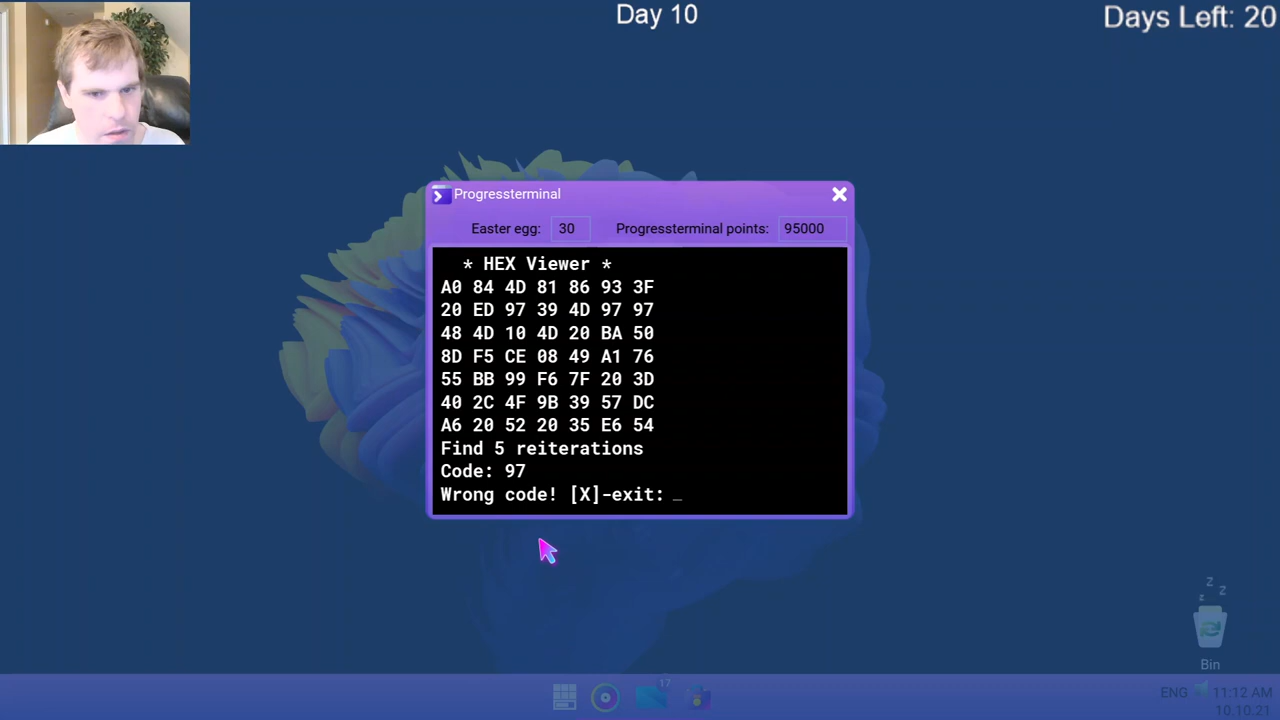 Day 10
Days Left: 20
Progressterminal
Easter egg: 30 Progressterminal points: 95000
* HEX Viewer *
A0 84 4D 81 86 93 3F
20 ED 97 39 4D 97 97
48 4D 10 4D 20 BA 50
8D F5 CE 08 49 A1 76
55 BB 99 F6 7F 20 3D
40 2C 4F 9B 39 57 DC
A6 20 52 20 35 E6 54
Find 5 reiterations
Code: 97
Wrong code! [X]-exit: _
z z z
Bin
17
ENG 11:12 AM
10.10.21